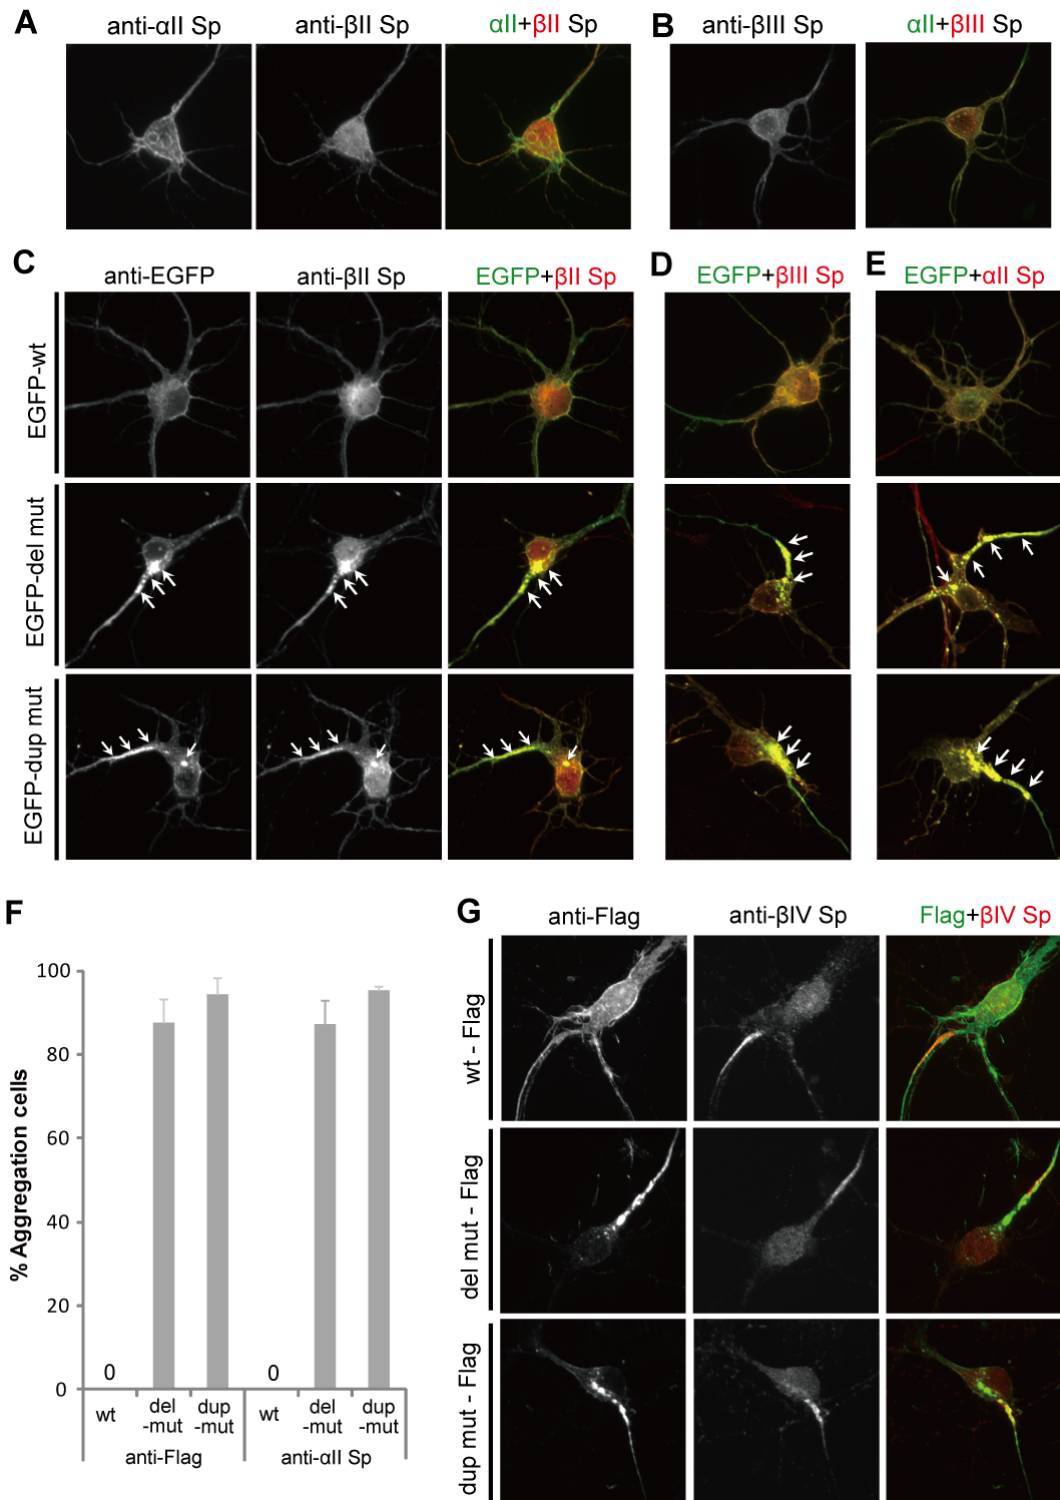 A
anti-αII Sp
anti-βII Sp
αII+βII Sp
B
anti-βIII Sp
αII+βIII Sp
C
anti-EGFP
anti-βII Sp
EGFP+βII Sp
D
EGFP+βIII Sp
E
EGFP+αII Sp
EGFP-wt
EGFP-del mut
EGFP-dup mut
F
% Aggregation cells
100
80
60
40
20
0
0
0
wt
del
-mut
dup
-mut
wt
del
-mut
dup
-mut
anti-Flag
anti-αII Sp
G
anti-Flag
anti-βIV Sp
Flag+βIV Sp
wt - Flag
del mut - Flag
dup mut - Flag